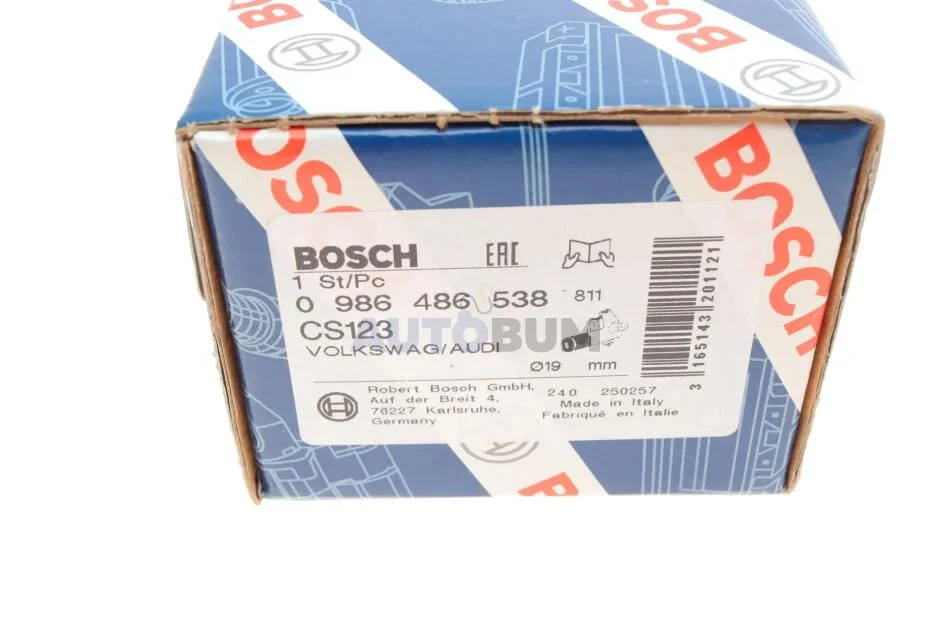 BOSCH
BOSCH
BOSCH
BOSCH
BOSCH EAC
1 St/Pc
0 986 486 538 - 811
CS123
AUTOBUM
VOLKSWAG/AUDI
Ø19 mm
3 165143 201121
Robert Bosch GmbH,
Auf der Breit 4,
76227 Karlsruhe,
Germany
240 250257
Made in Italy
Fabriqué en Italie